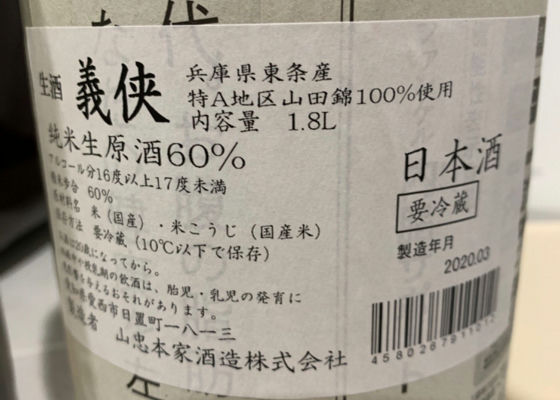 生酒
義侠
兵庫県東条産
特A地区山田錦100%使用
内容量 1.8L
純米生原酒60%
アルコール分16度以上17度未満
精米歩合 60%
原材料名 米(国産)・米こうじ(国産米)
保存方法 要冷蔵(10℃以下で保存)
お酒は20歳になってから。
妊娠中や授乳期の飲酒は、胎児・乳児の発育に
悪影響を与えるおそれがあります。
愛知県愛西市日置町一八一三
製造者 山忠本家酒造株式会社
日本酒
要冷蔵
製造年月
2020.03